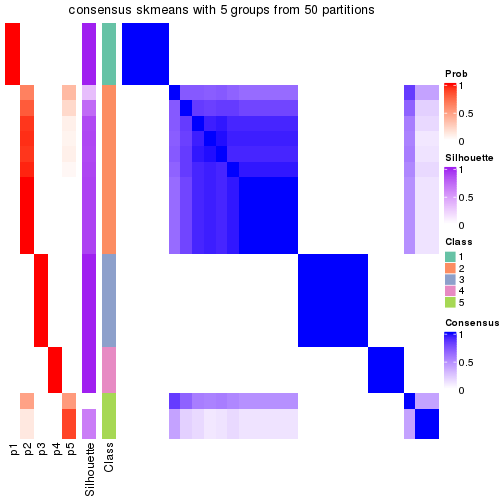 consensus skmeans with 5 groups from 50 partitions
Prob
1
0.5
0
Silhouette
1
0.5
0
Class
1
2
3
4
5
Consensus
1
0.5
0
p1
p2
p3
p4
p5
Silhouette
Class